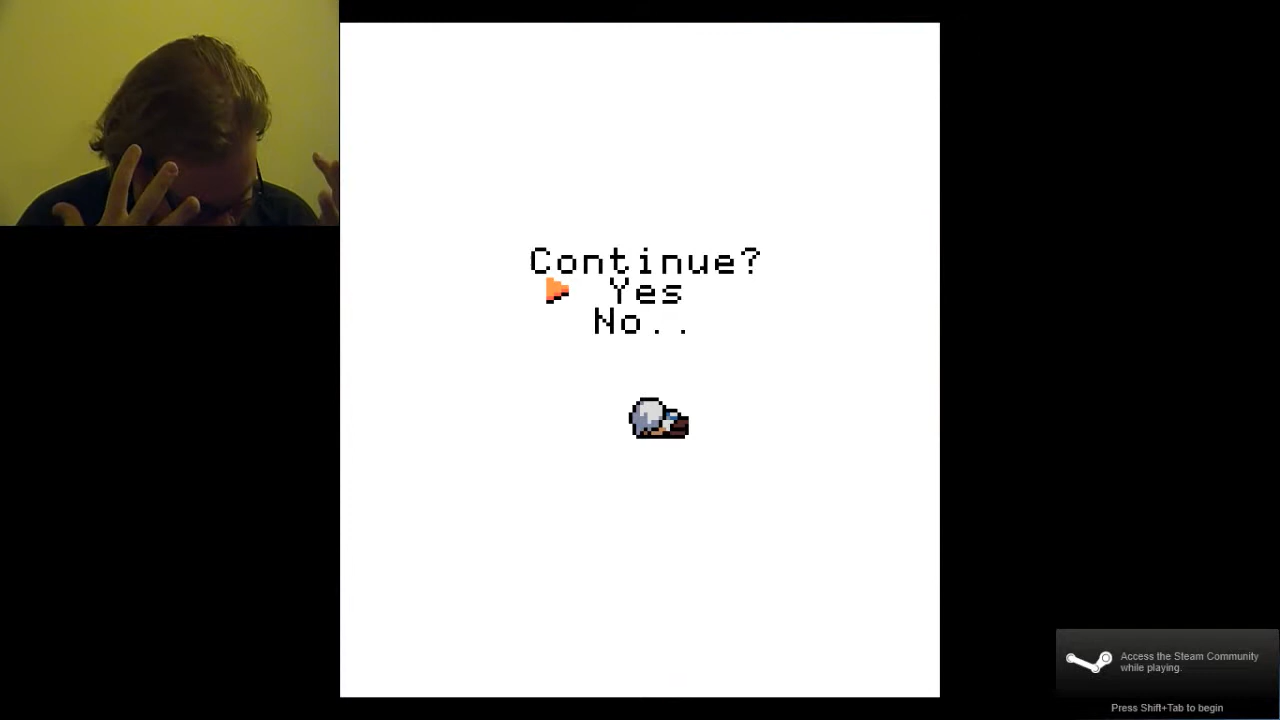 Continue?
Yes
No..
Access the Steam Community
while playing.
Press Shift+Tab to begin